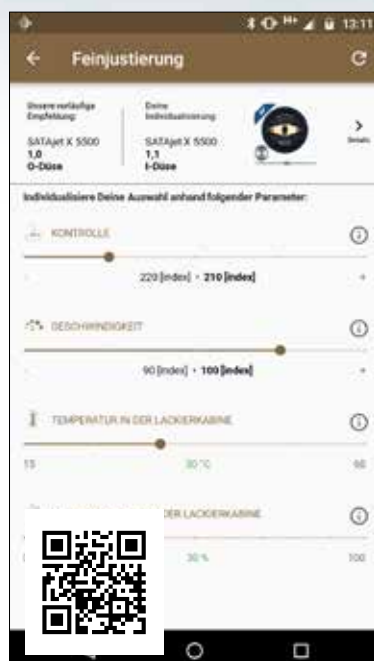 13:11
Feinjustierung
Unsere vorläufige Empfehlung:
SATAjet X 5500
1,0
O-Düse
Deine Individualisierung:
SATAjet X 5500
1,1
I-Düse
Details
Individualisiere Deine Auswahl anhand folgender Parameter:
KONTROLLE
- 220 [index] • 210 [index] +
GESCHWINDIGKEIT
- 90 [index] • 100 [index] +
TEMPERATUR IN DER LACKIERKABINE
15 30 °C
DER LACKIERKABINE
30 % 100